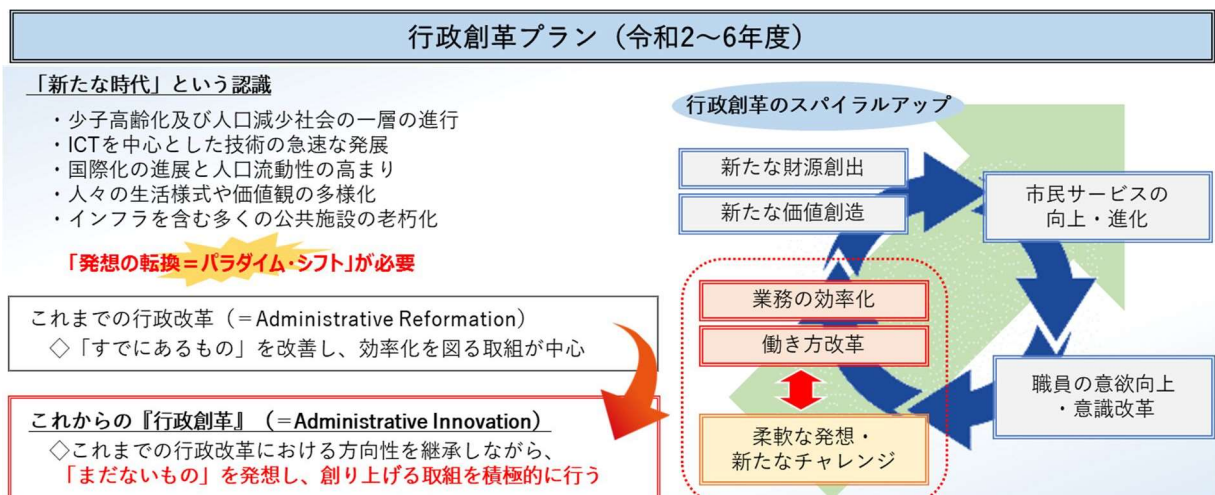 行政創革プラン（令和2～6年度）
「新たな時代」という認識
・少子高齢化及び人口減少社会の一層の進行
・ICTを中心とした技術の急速な発展
・国際化の進展と人口流動性の高まり
・人々の生活様式や価値観の多様化
・インフラを含む多くの公共施設の老朽化
「発想の転換＝パラダイム・シフト」が必要
これまでの行政改革（＝Administrative Reformation）
◇「すでにあるもの」を改善し、効率化を図る取組が中心
これからの『行政創革』（＝Administrative Innovation）
◇これまでの行政改革における方向性を継承しながら、
「まだないもの」を発想し、創り上げる取組を積極的に行う
行政創革のスパイラルアップ
新たな財源創出
新たな価値創造
市民サービスの
向上・進化
業務の効率化
働き方改革
職員の意欲向上
・意識改革
柔軟な発想・
新たなチャレンジ